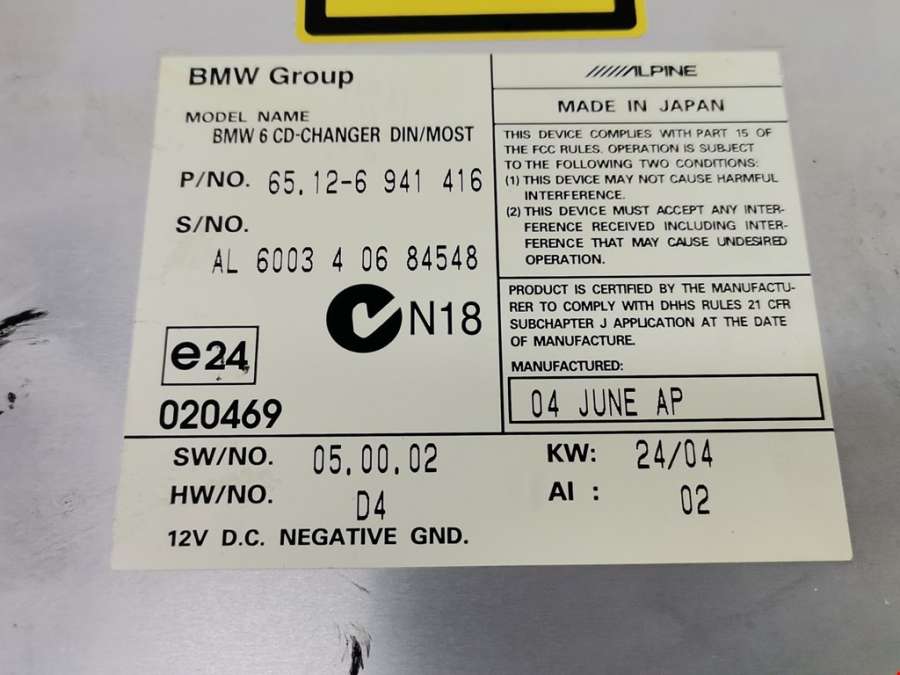 BMW Group
MODEL NAME
BMW 6 CD-CHANGER DIN/MOST
P/NO. 65.12-6 941 416
S/NO.
AL 6003 4 06 84548
N18
e24
020469
ALPINE
MADE IN JAPAN
THIS DEVICE COMPLIES WITH PART 15 OF
THE FCC RULES. OPERATION IS SUBJECT
TO THE FOLLOWING TWO CONDITIONS:
(1) THIS DEVICE MAY NOT CAUSE HARMFUL
INTERFERENCE.
(2) THIS DEVICE MUST ACCEPT ANY INTER-
FERENCE RECEIVED INCLUDING INTER-
FERENCE THAT MAY CAUSE UNDESIRED
OPERATION.
PRODUCT IS CERTIFIED BY THE MANUFACTU-
RER TO COMPLY WITH DHHS RULES 21 CFR
SUBCHAPTER J APPLICATION AT THE DATE
OF MANUFACTURE.
MANUFACTURED:
04 JUNE AP
SW/NO. 05.00.02 KW: 24/04
HW/NO. D4 AI : 02
12V D.C. NEGATIVE GND.